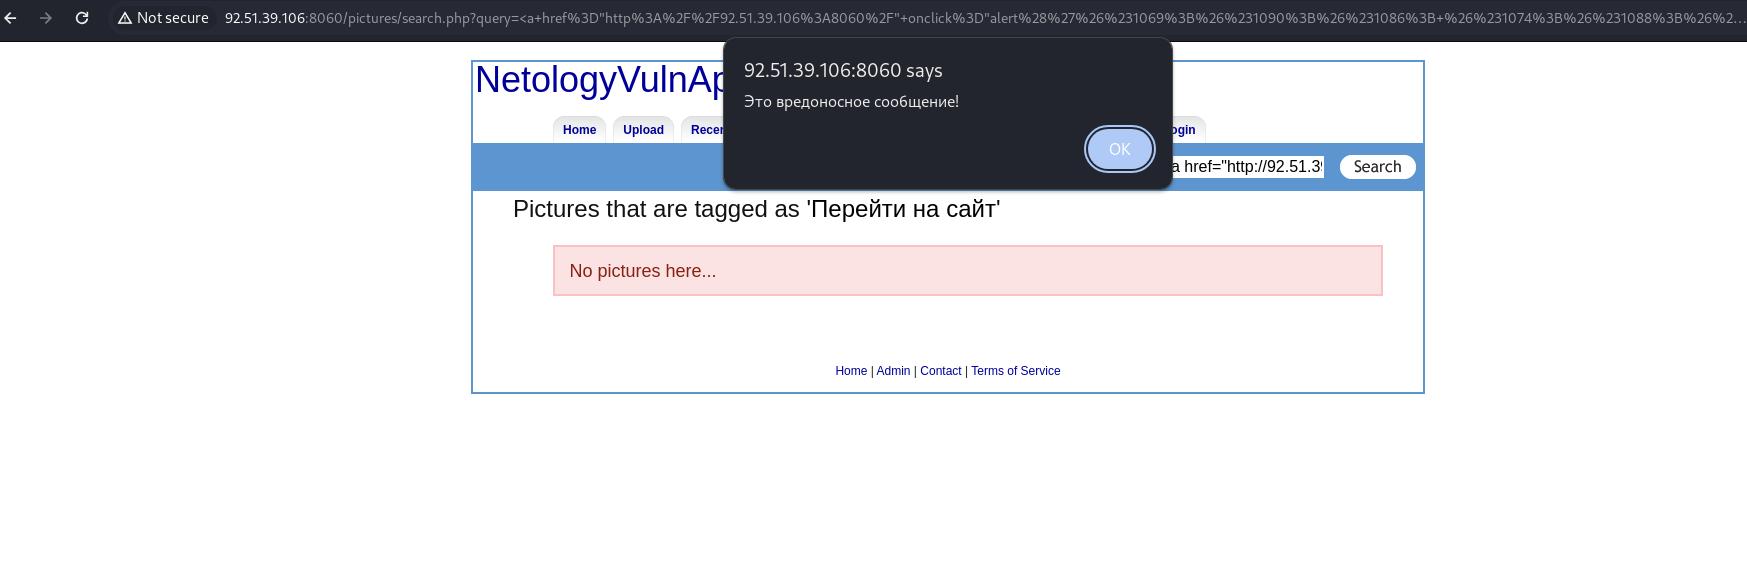 Not secure 92.51.39.106:8060/pictures/search.php?query=<a+href%3D"http%3A%2F%2F92.51.39.106%3A8060%2F"+onclick%3D"alert%28%27%26%231069%3B%26%231090%3B%26%231086%3B+%26%231074%3B%26%231088%3B%26%2...
92.51.39.106:8060 says
NetologyVulnAp
Это вредоносное сообщение!
Home Upload Recen ogin
OK
a href="http://92.51.39 Search
Pictures that are tagged as 'Перейти на сайт'
No pictures here...
Home | Admin | Contact | Terms of Service